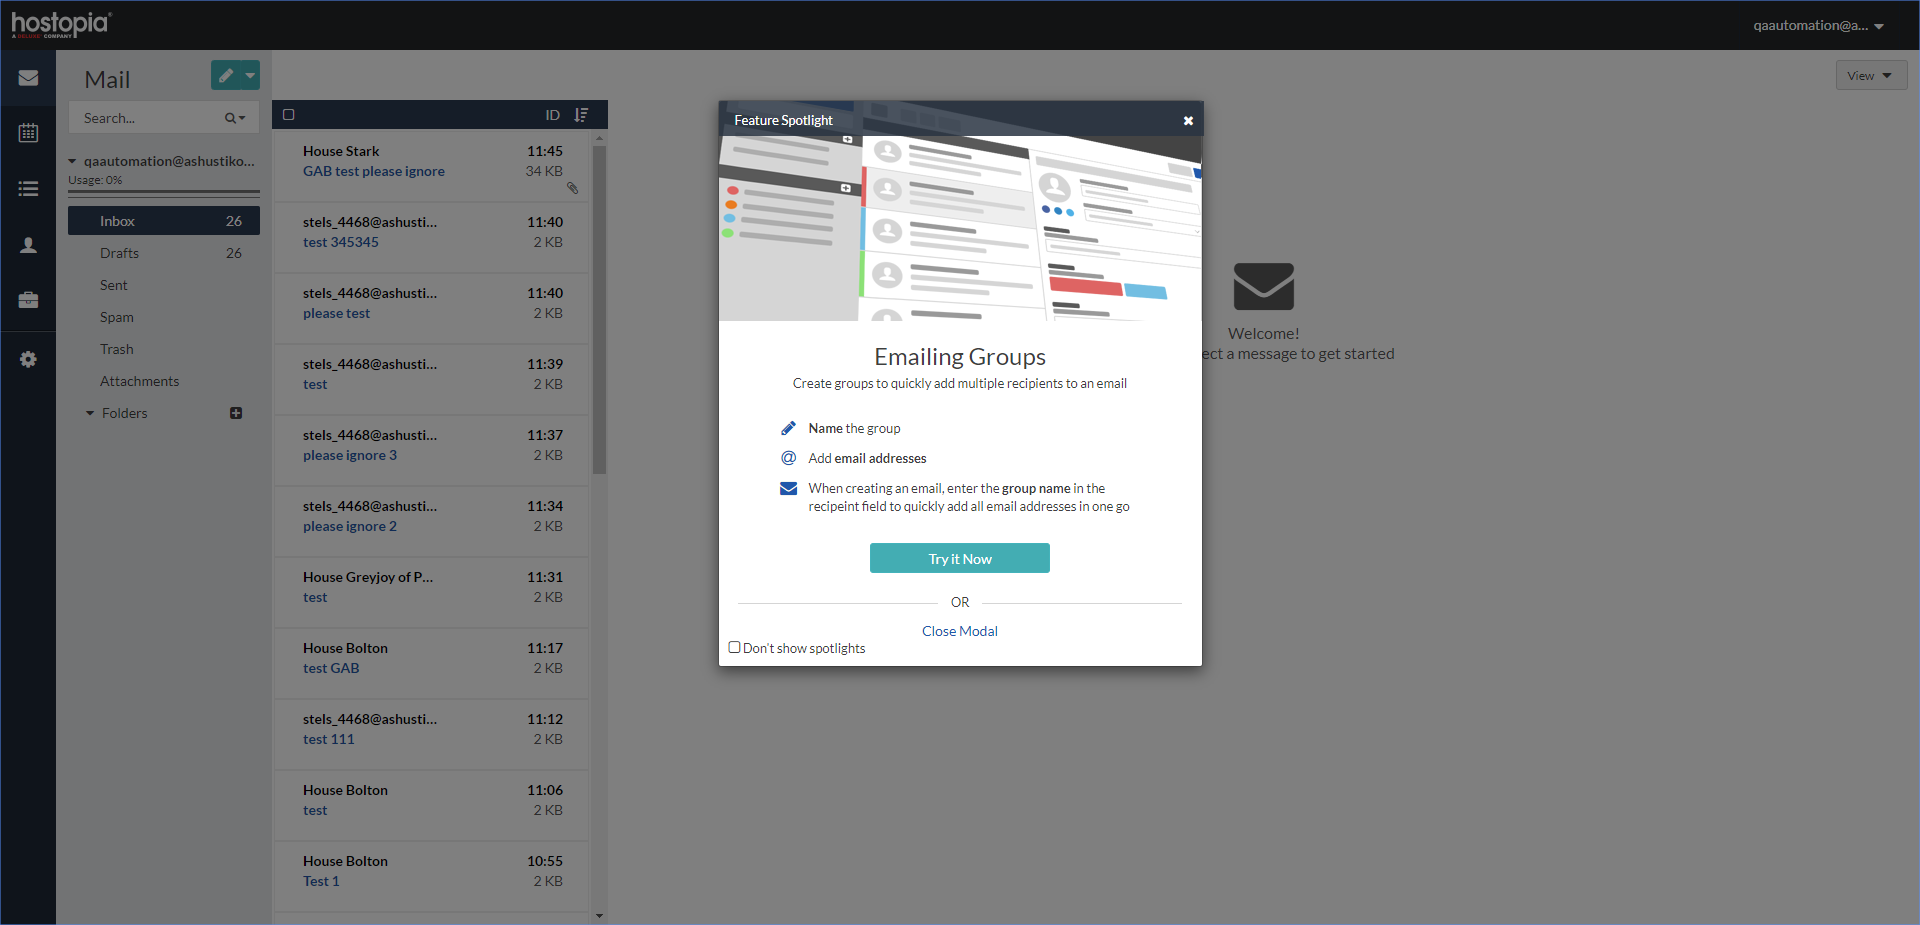 hostopia®
A DELUXE COMPANY
qaautomation@a...
Mail
View
Search...
qaautomation@ashustiko...
Usage: 0%
Inbox 26
Drafts 26
Sent
Spam
Trash
Attachments
Folders
ID
House Stark 11:45
GAB test please ignore 34 KB
stels_4468@ashusti... 11:40
test 345345 2 KB
stels_4468@ashusti... 11:40
please test 2 KB
stels_4468@ashusti... 11:39
test 2 KB
stels_4468@ashusti... 11:37
please ignore 3 2 KB
stels_4468@ashusti... 11:34
please ignore 2 2 KB
House Greyjoy of P... 11:31
test 2 KB
House Bolton 11:17
test GAB 2 KB
stels_4468@ashusti... 11:12
test 111 2 KB
House Bolton 11:06
test 2 KB
House Bolton 10:55
Test 1 2 KB
Feature Spotlight
Emailing Groups
Create groups to quickly add multiple recipients to an email
Name the group
@ Add email addresses
When creating an email, enter the group name in the
recipeint field to quickly add all email addresses in one go
Try it Now
OR
Close Modal
Don't show spotlights
Welcome!
ect a message to get started